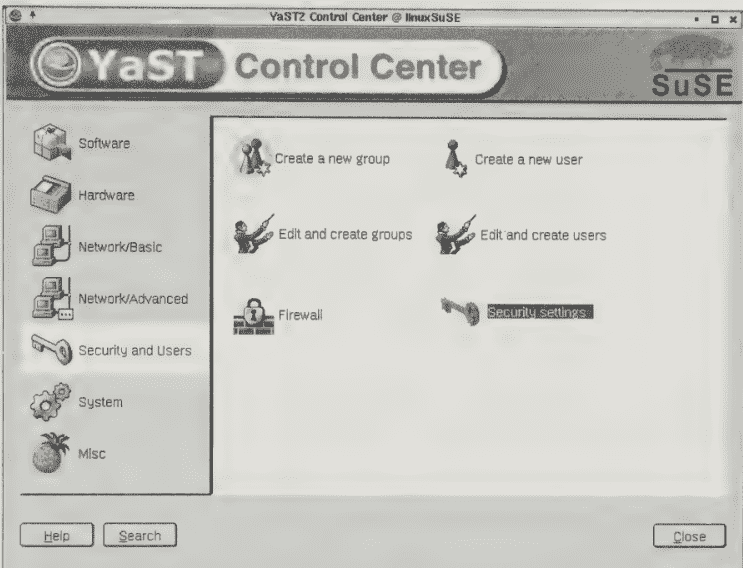 YaST2 Control Center @ linuxSuSE
YaST Control Center
SuSE
Software
Hardware
Network/Basic
Network/Advanced
Security and Users
System
Misc
Create a new group
Create a new user
Edit and create groups
Edit and create users
Firewall
Security settings
Help
Search
Close